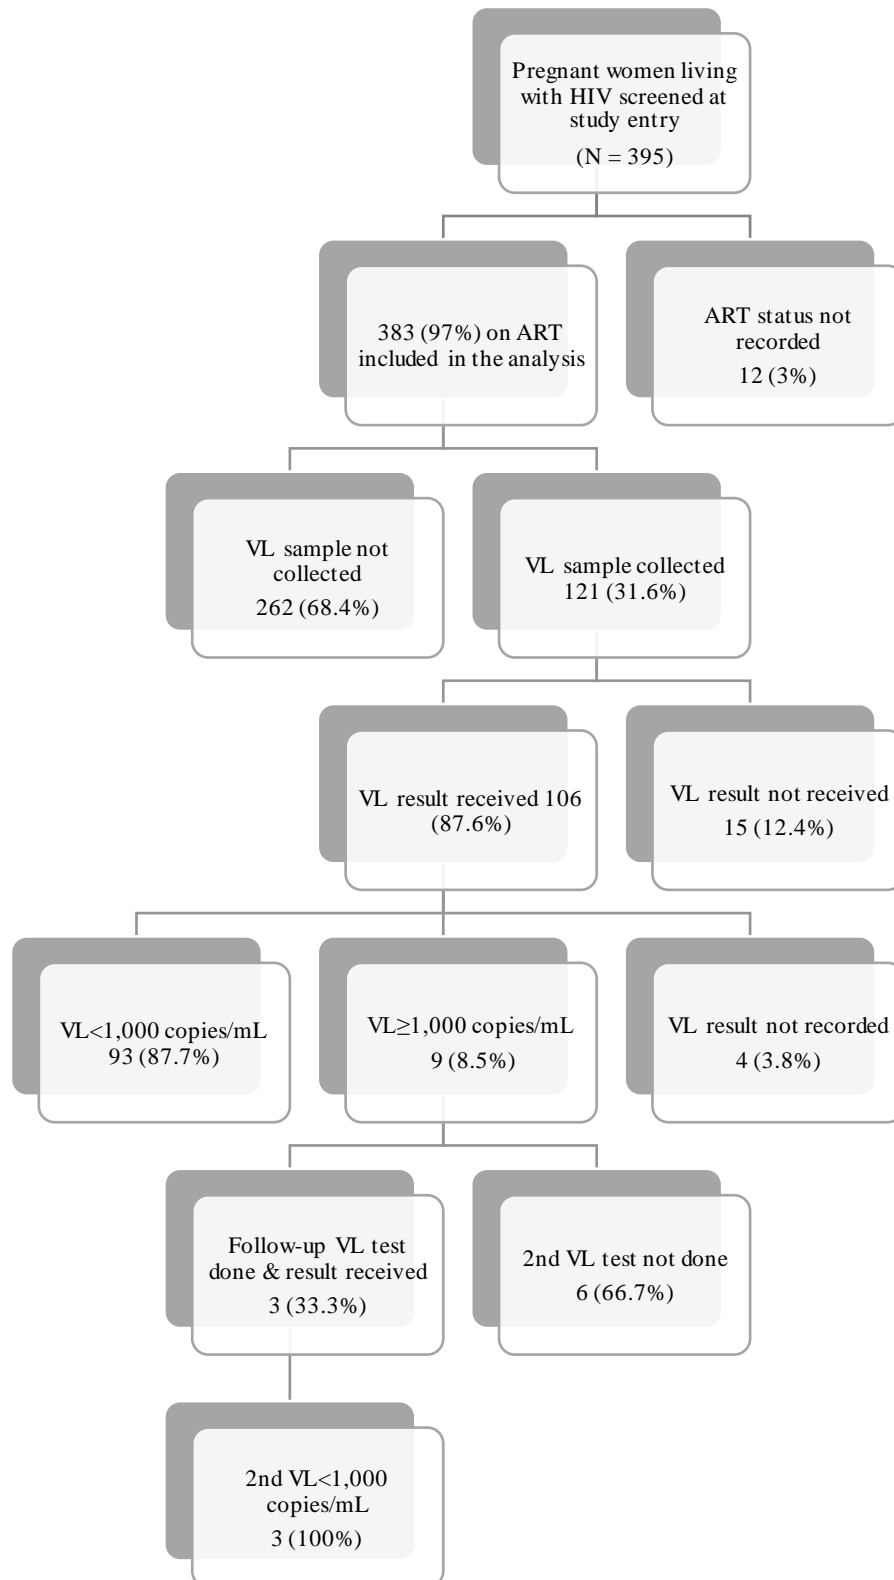 Pregnant women living
with HIV screened at
study entry
(N = 395)
383 (97%) on ART
included in the analysis
ART status not
recorded
12 (3%)
VL sample not
collected
262 (68.4%)
VL sample collected
121 (31.6%)
VL result received 106
(87.6%)
VL result not received
15 (12.4%)
VL<1,000 copies/mL
93 (87.7%)
VL≥1,000 copies/mL
9 (8.5%)
VL result not recorded
4 (3.8%)
Follow-up VL test
done & result received
3 (33.3%)
2nd VL test not done
6 (66.7%)
2nd VL<1,000
copies/mL
3 (100%)